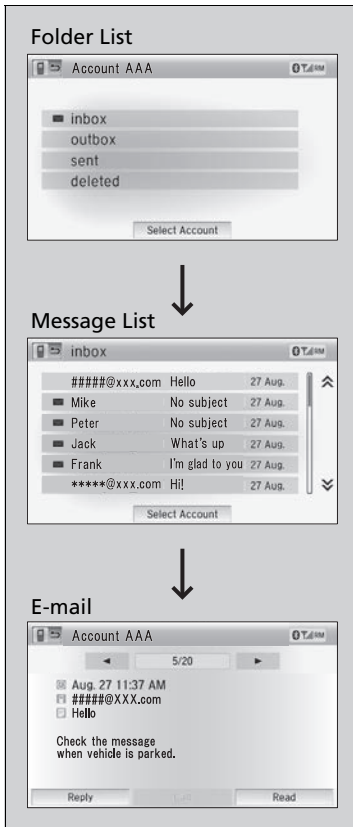 Folder List
Account AAA
inbox
outbox
sent
deleted
Select Account
Message List
inbox
#####@xxx.com Hello 27 Aug.
Mike No subject 27 Aug.
Peter No subject 27 Aug.
Jack What's up 27 Aug.
Frank I'm glad to you 27 Aug.
*****@xxx.com Hi! 27 Aug.
Select Account
E-mail
Account AAA
5/20
Aug. 27 11:37 AM
#####@XXX.com
Hello
Check the message
when vehicle is parked.
Reply Call Read